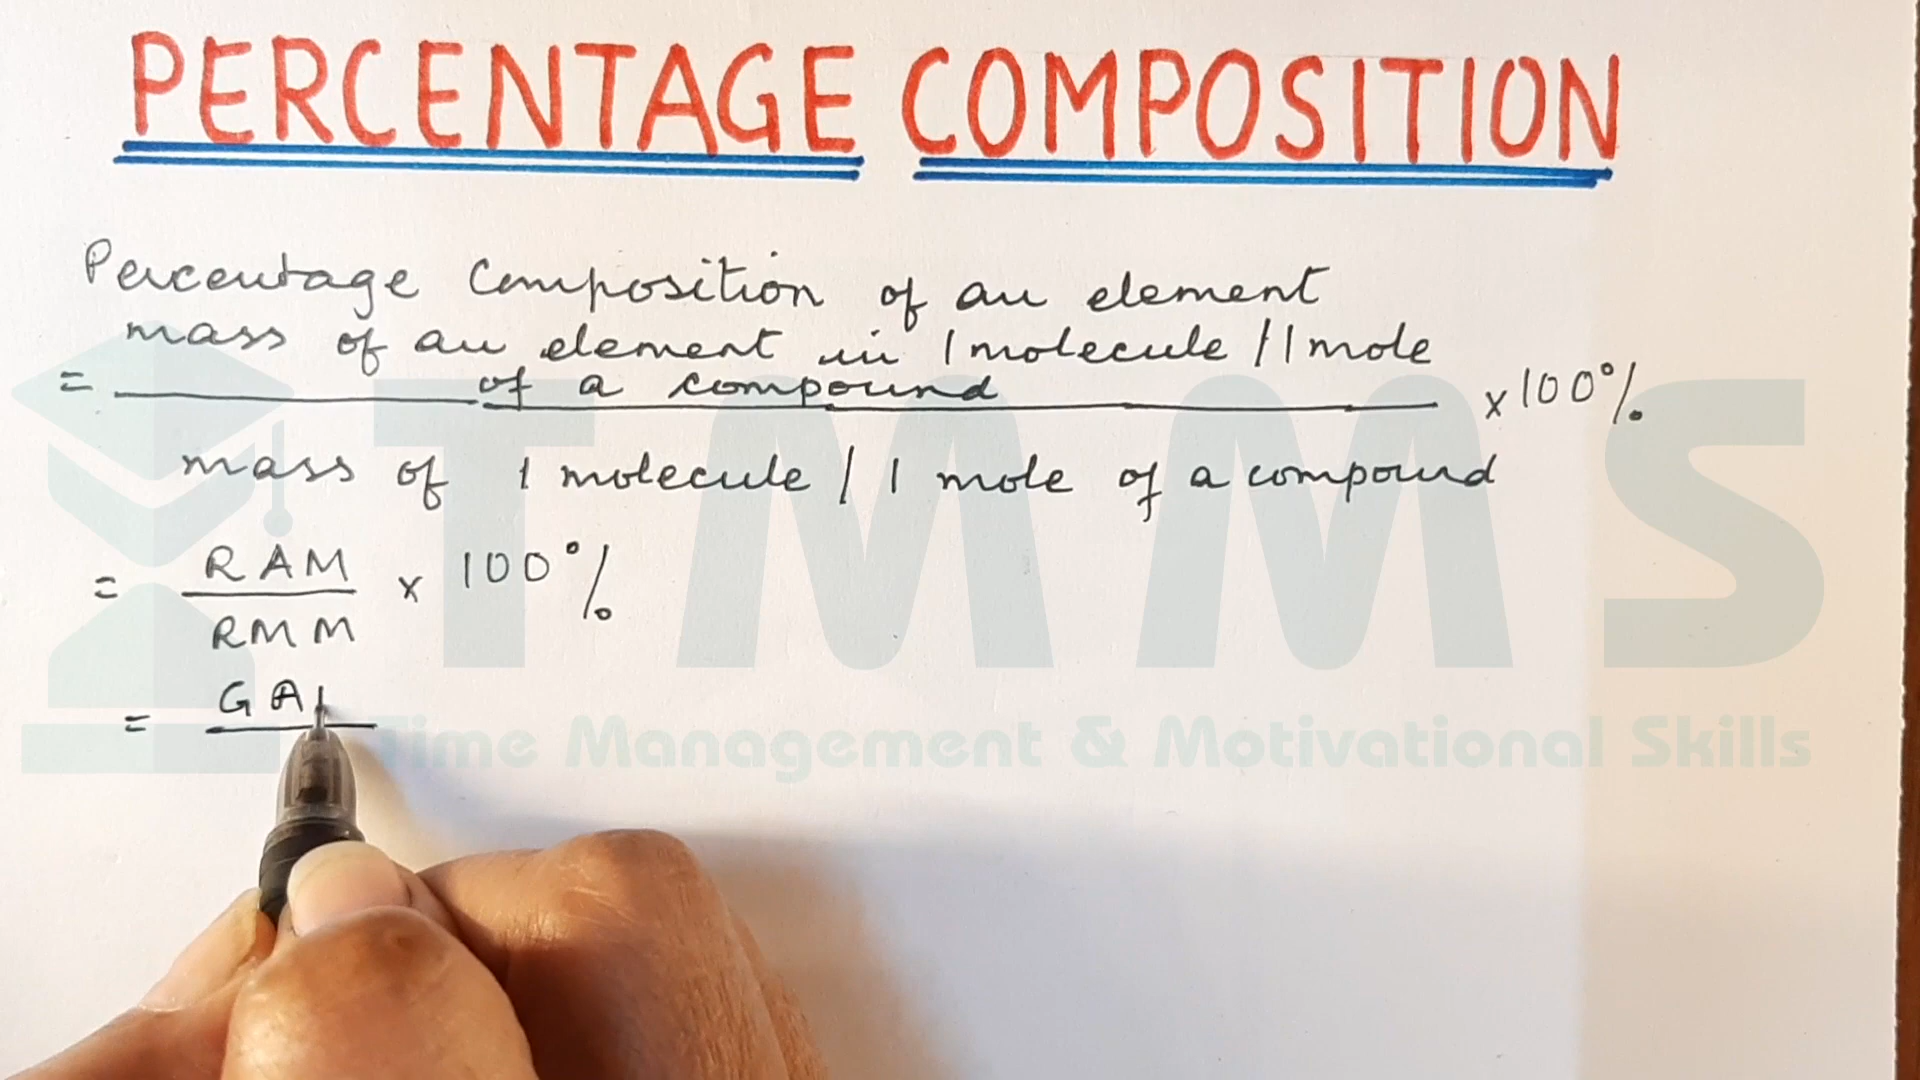 PERCENTAGE COMPOSITION
Percentage Composition of an element
mass of an element in 1 molecule / 1 mole
= of a compound x 100%
mass of 1 molecule / 1 mole of a compound
= RAM x 100%
RMM
= GA
TMMS
Time Management & Motivational Skills